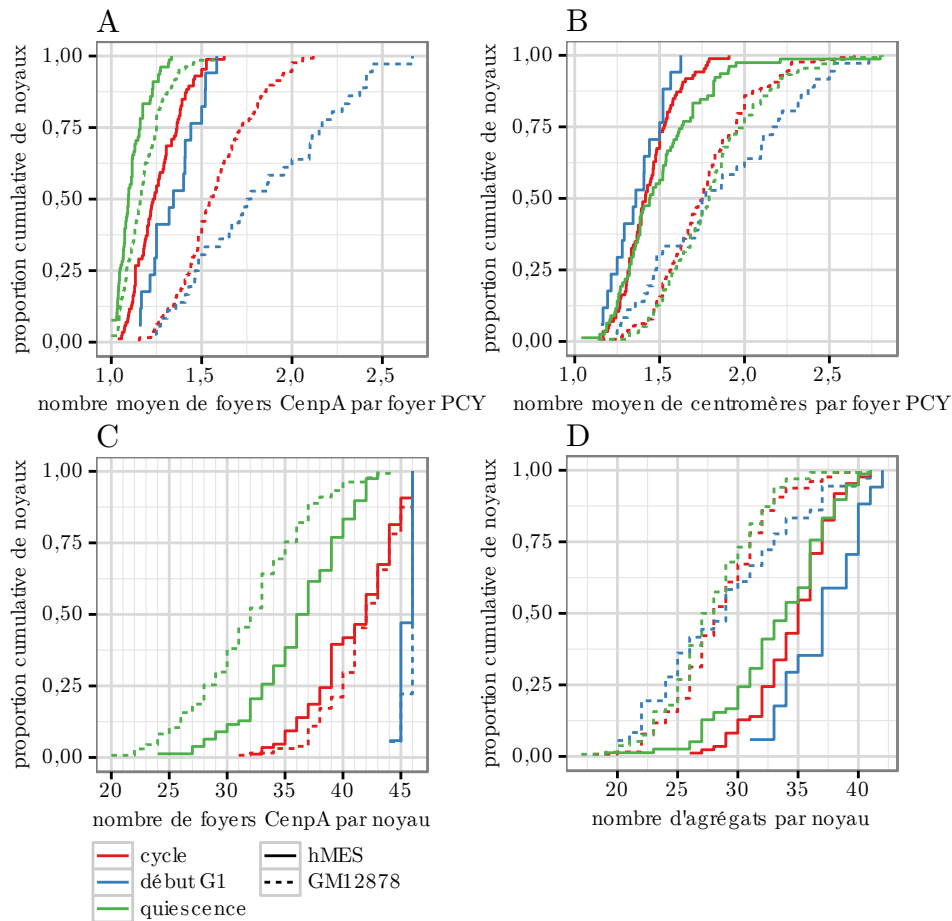 A
proportion cumulative de noyaux
1,00
0,75
0,50
0,25
0,00
1,0 1,5 2,0 2,5
nombre moyen de foyers CenpA par foyer PCY
B
proportion cumulative de noyaux
1,00
0,75
0,50
0,25
0,00
1,0 1,5 2,0 2,5
nombre moyen de centromères par foyer PCY
C
proportion cumulative de noyaux
1,00
0,75
0,50
0,25
0,00
20 25 30 35 40 45
nombre de foyers CenpA par noyau
D
proportion cumulative de noyaux
1,00
0,75
0,50
0,25
0,00
20 25 30 35 40
nombre d'agrégats par noyau
cycle
début G1
quiescence
hMES
GM12878